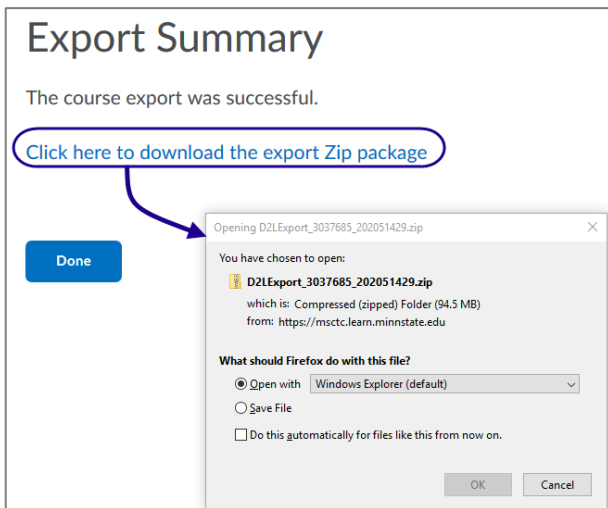 Export Summary
The course export was successful.
Click here to download the export Zip package
Done
Opening D2LExport_3037685_202051429.zip
You have chosen to open:
D2LExport_3037685_202051429.zip
which is: Compressed (zipped) Folder (94.5 MB)
from: https://msctc.learn.minnstate.edu
What should Firefox do with this file?
Open with Windows Explorer (default)
Save File
Do this automatically for files like this from now on.
OK Cancel